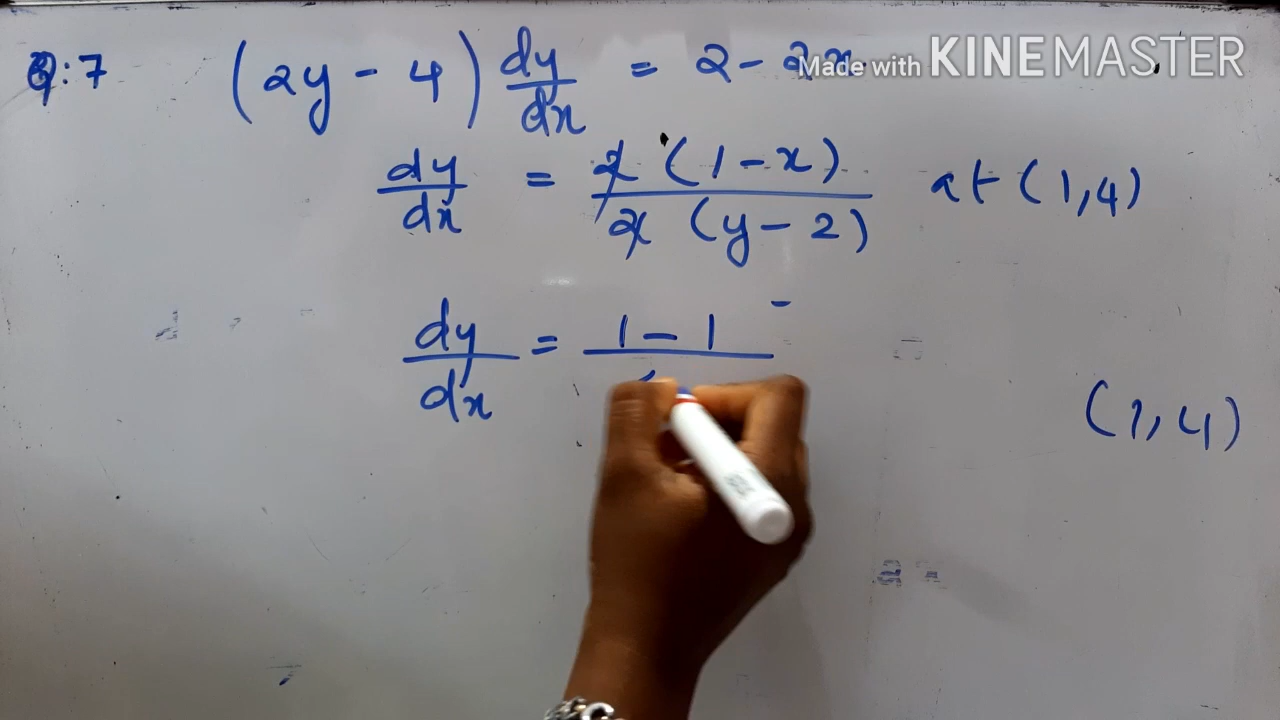 Q:7 (2y - 4) dy/dx = 2 - 2x
Made with KINEMASTER
dy/dx = 2 (1 - x) / 2 (y - 2) at (1,4)
dy/dx = 1 - 1
(1,4)